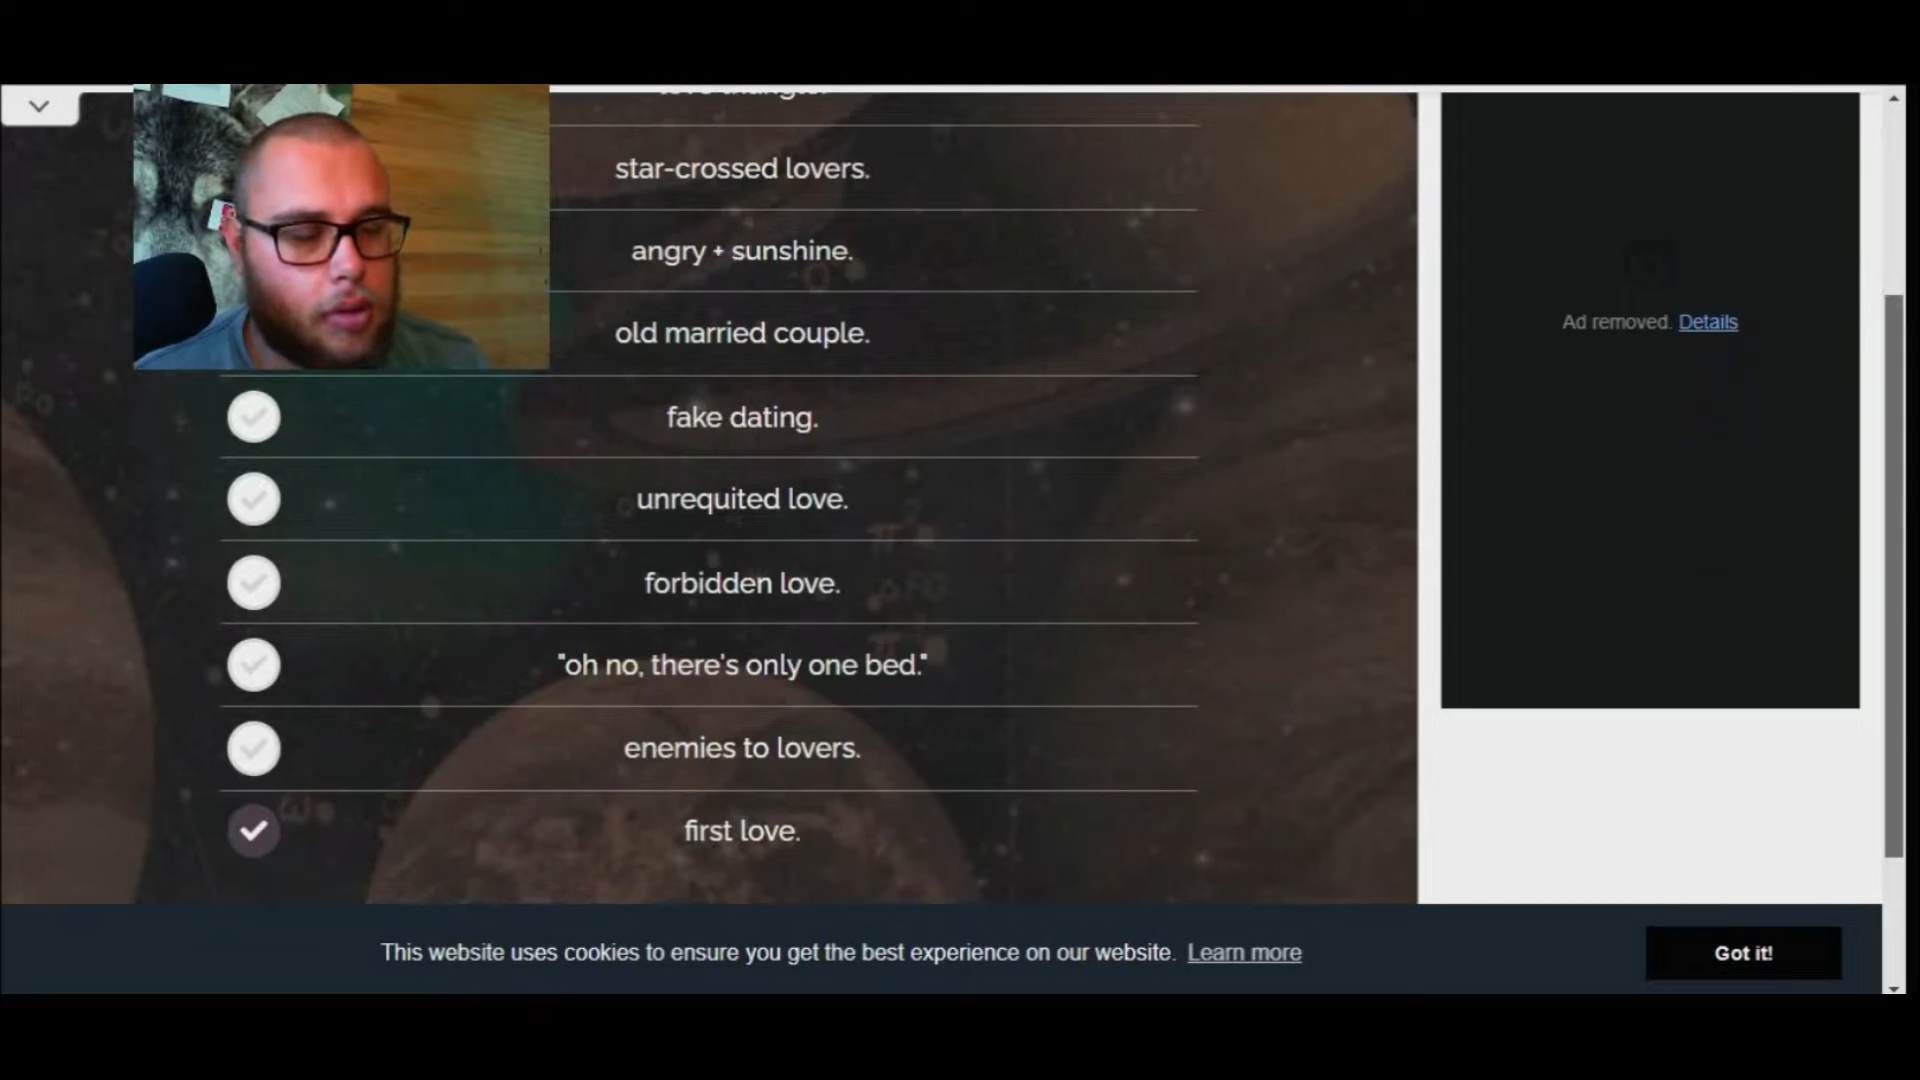 star-crossed lovers.
angry + sunshine.
old married couple.
fake dating.
unrequited love.
forbidden love.
"oh no, there's only one bed."
enemies to lovers.
first love.
Ad removed. Details
This website uses cookies to ensure you get the best experience on our website. Learn more
Got it!